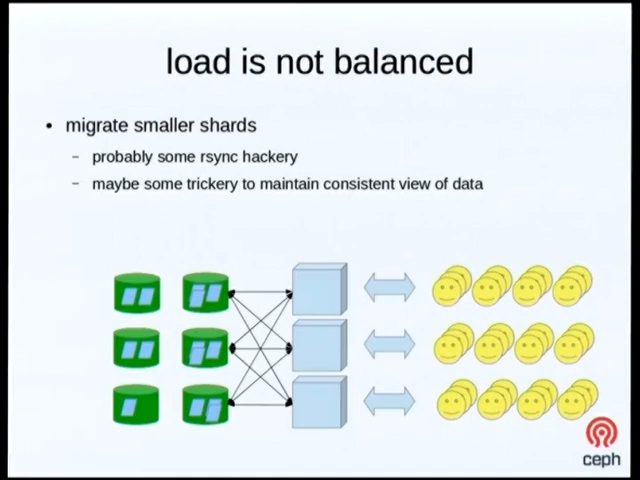 load is not balanced
• migrate smaller shards
– probably some rsync hackery
– maybe some trickery to maintain consistent view of data
ceph